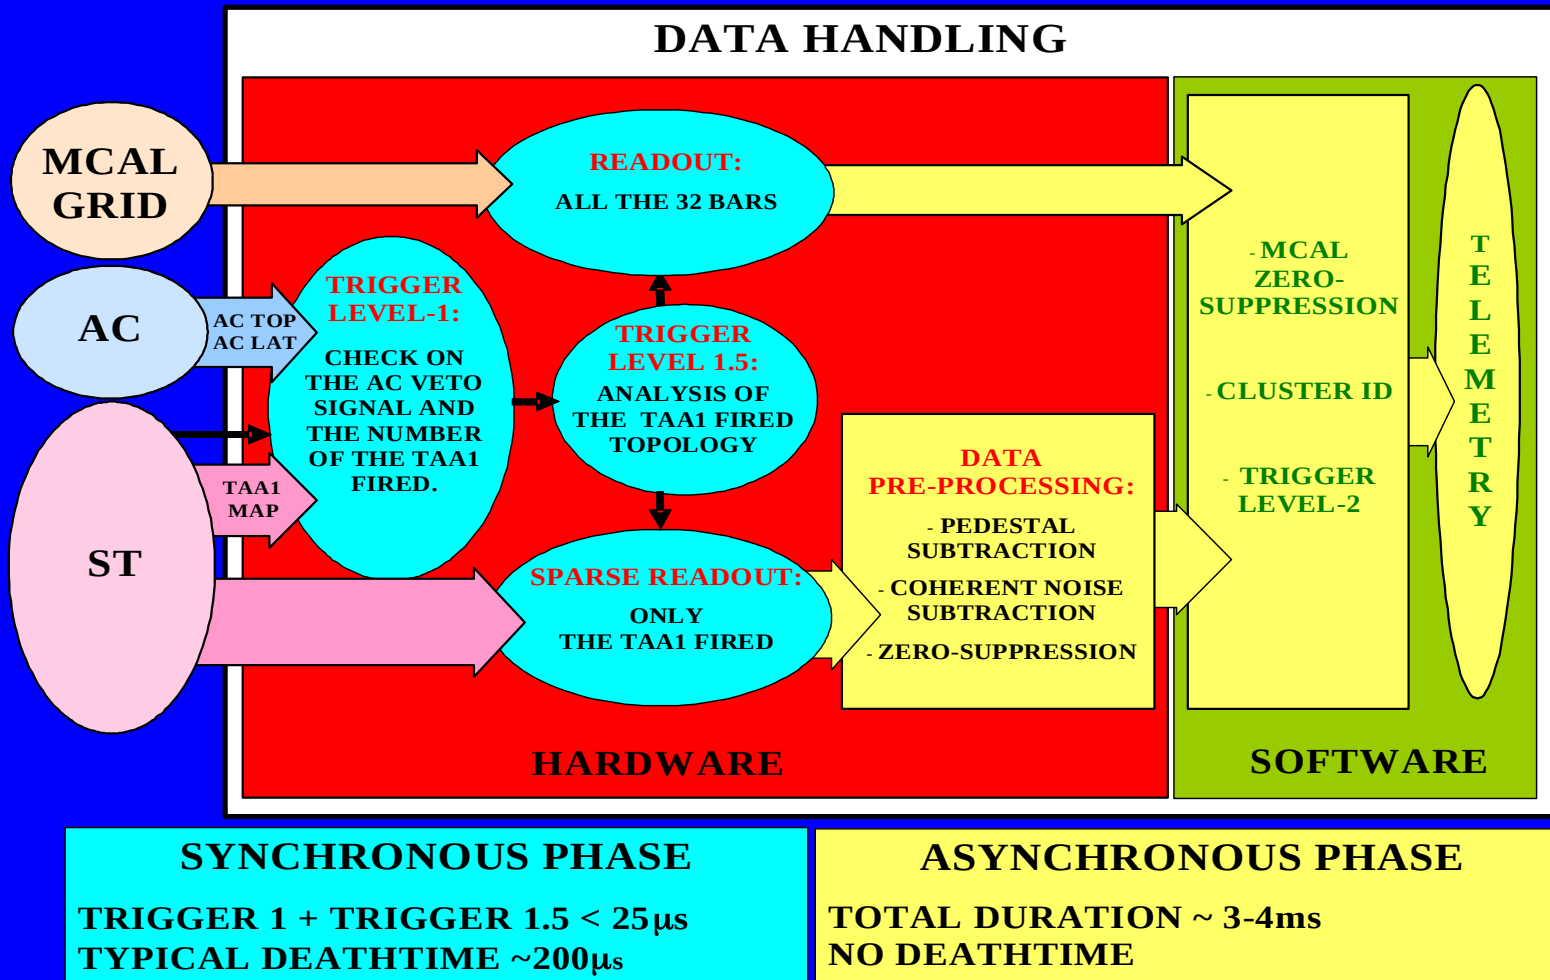 DATA HANDLING
MCAL
GRID
READOUT:
ALL THE 32 BARS
AC
AC TOP
AC LAT
TRIGGER
LEVEL-1:
CHECK ON
THE AC VETO
SIGNAL AND
THE NUMBER
OF THE TAA1
FIRED.
TRIGGER
LEVEL 1.5:
ANALYSIS OF
THE TAA1 FIRED
TOPOLOGY
ST
TAA1
MAP
SPARSE READOUT:
ONLY
THE TAA1 FIRED
DATA
PRE-PROCESSING:
- PEDESTAL
SUBTRACTION
- COHERENT NOISE
SUBTRACTION
- ZERO-SUPPRESSION
- MCAL
ZERO-
SUPPRESSION
- CLUSTER ID
- TRIGGER
LEVEL-2
T
E
L
E
M
E
T
R
Y
HARDWARE
SOFTWARE
SYNCHRONOUS PHASE
TRIGGER 1 + TRIGGER 1.5 < 25μs
TYPICAL DEATHTIME ~200μs
ASYNCHRONOUS PHASE
TOTAL DURATION ~ 3-4ms
NO DEATHTIME